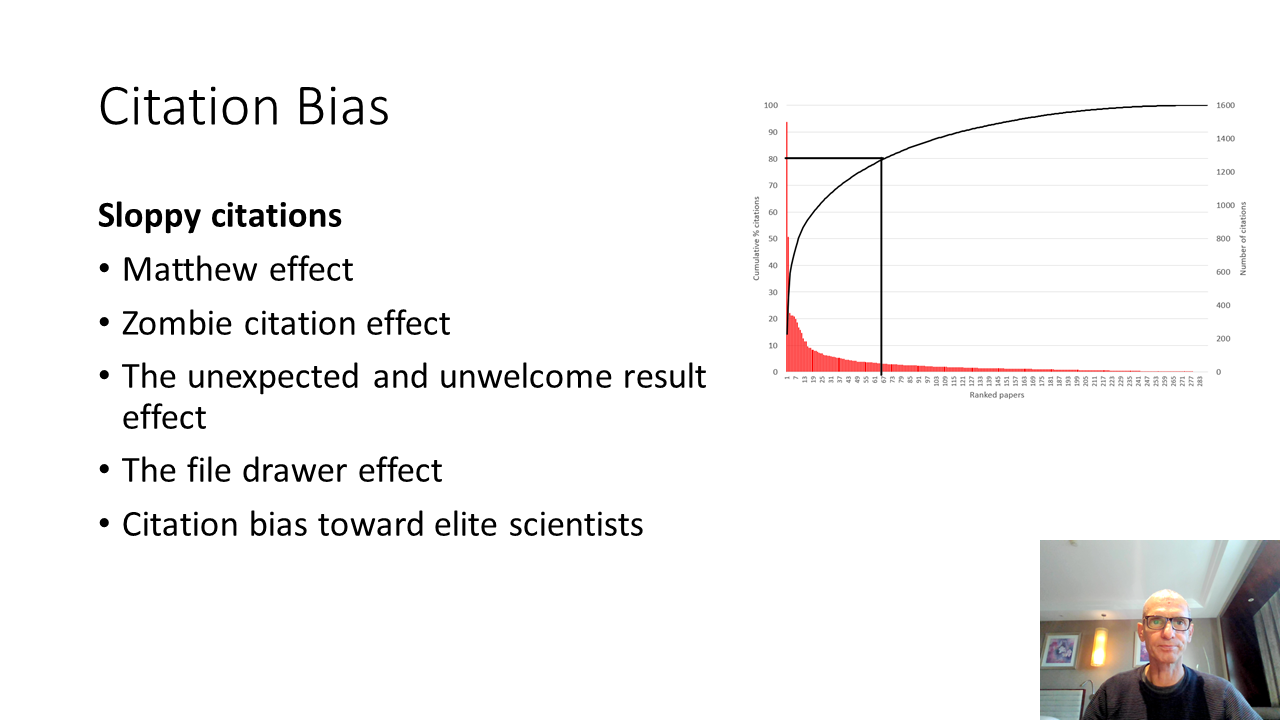 Citation Bias
Sloppy citations
• Matthew effect
• Zombie citation effect
• The unexpected and unwelcome result
effect
• The file drawer effect
• Citation bias toward elite scientists
100
90
80
70
60
50
40
30
20
10
0
Cumulative % citations
1600
1400
1200
1000
800
600
400
200
0
Number of citations
1 7 13 19 25 31 37 43 49 55 61 67 73 79 85 91 97 103 109 115 121 127 133 139 145 151 157 163 169 175 181 187 193 199 205 211 217 223 229 235 241 247 253 259 265 271 277 283
Ranked papers